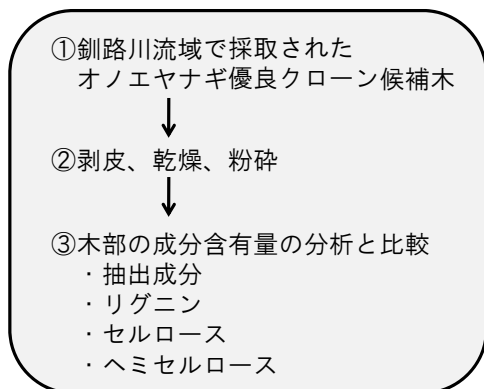 ①釧路川流域で採取された
オノエヤナギ優良クローン候補木
②剥皮、乾燥、粉砕
③木部の成分含有量の分析と比較
・抽出成分
・リグニン
・セルロース
・ヘミセルロース